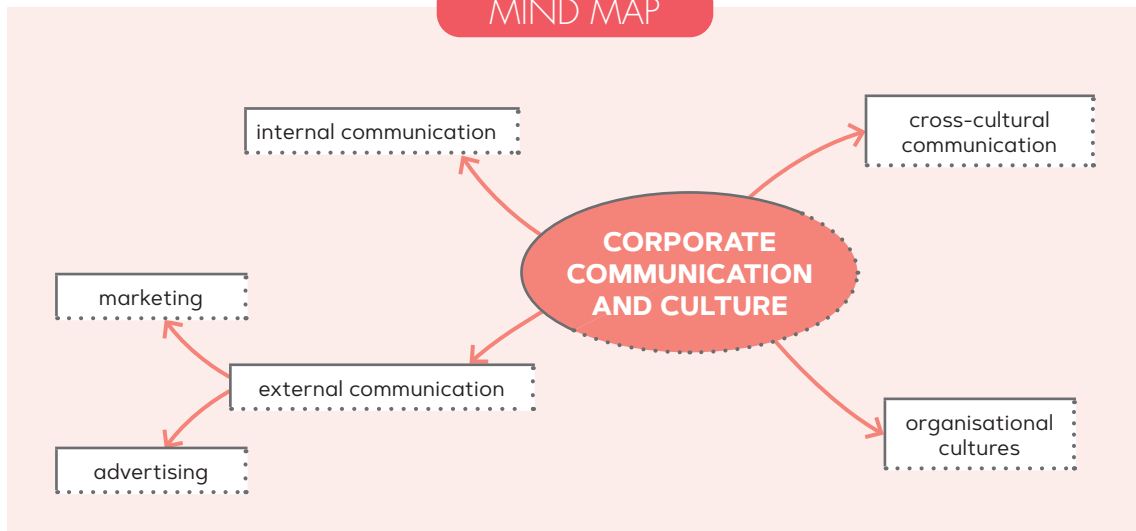 MIND MAP
internal communication
cross-cultural
communication
CORPORATE
COMMUNICATION
AND CULTURE
marketing
external communication
advertising
organisational
cultures